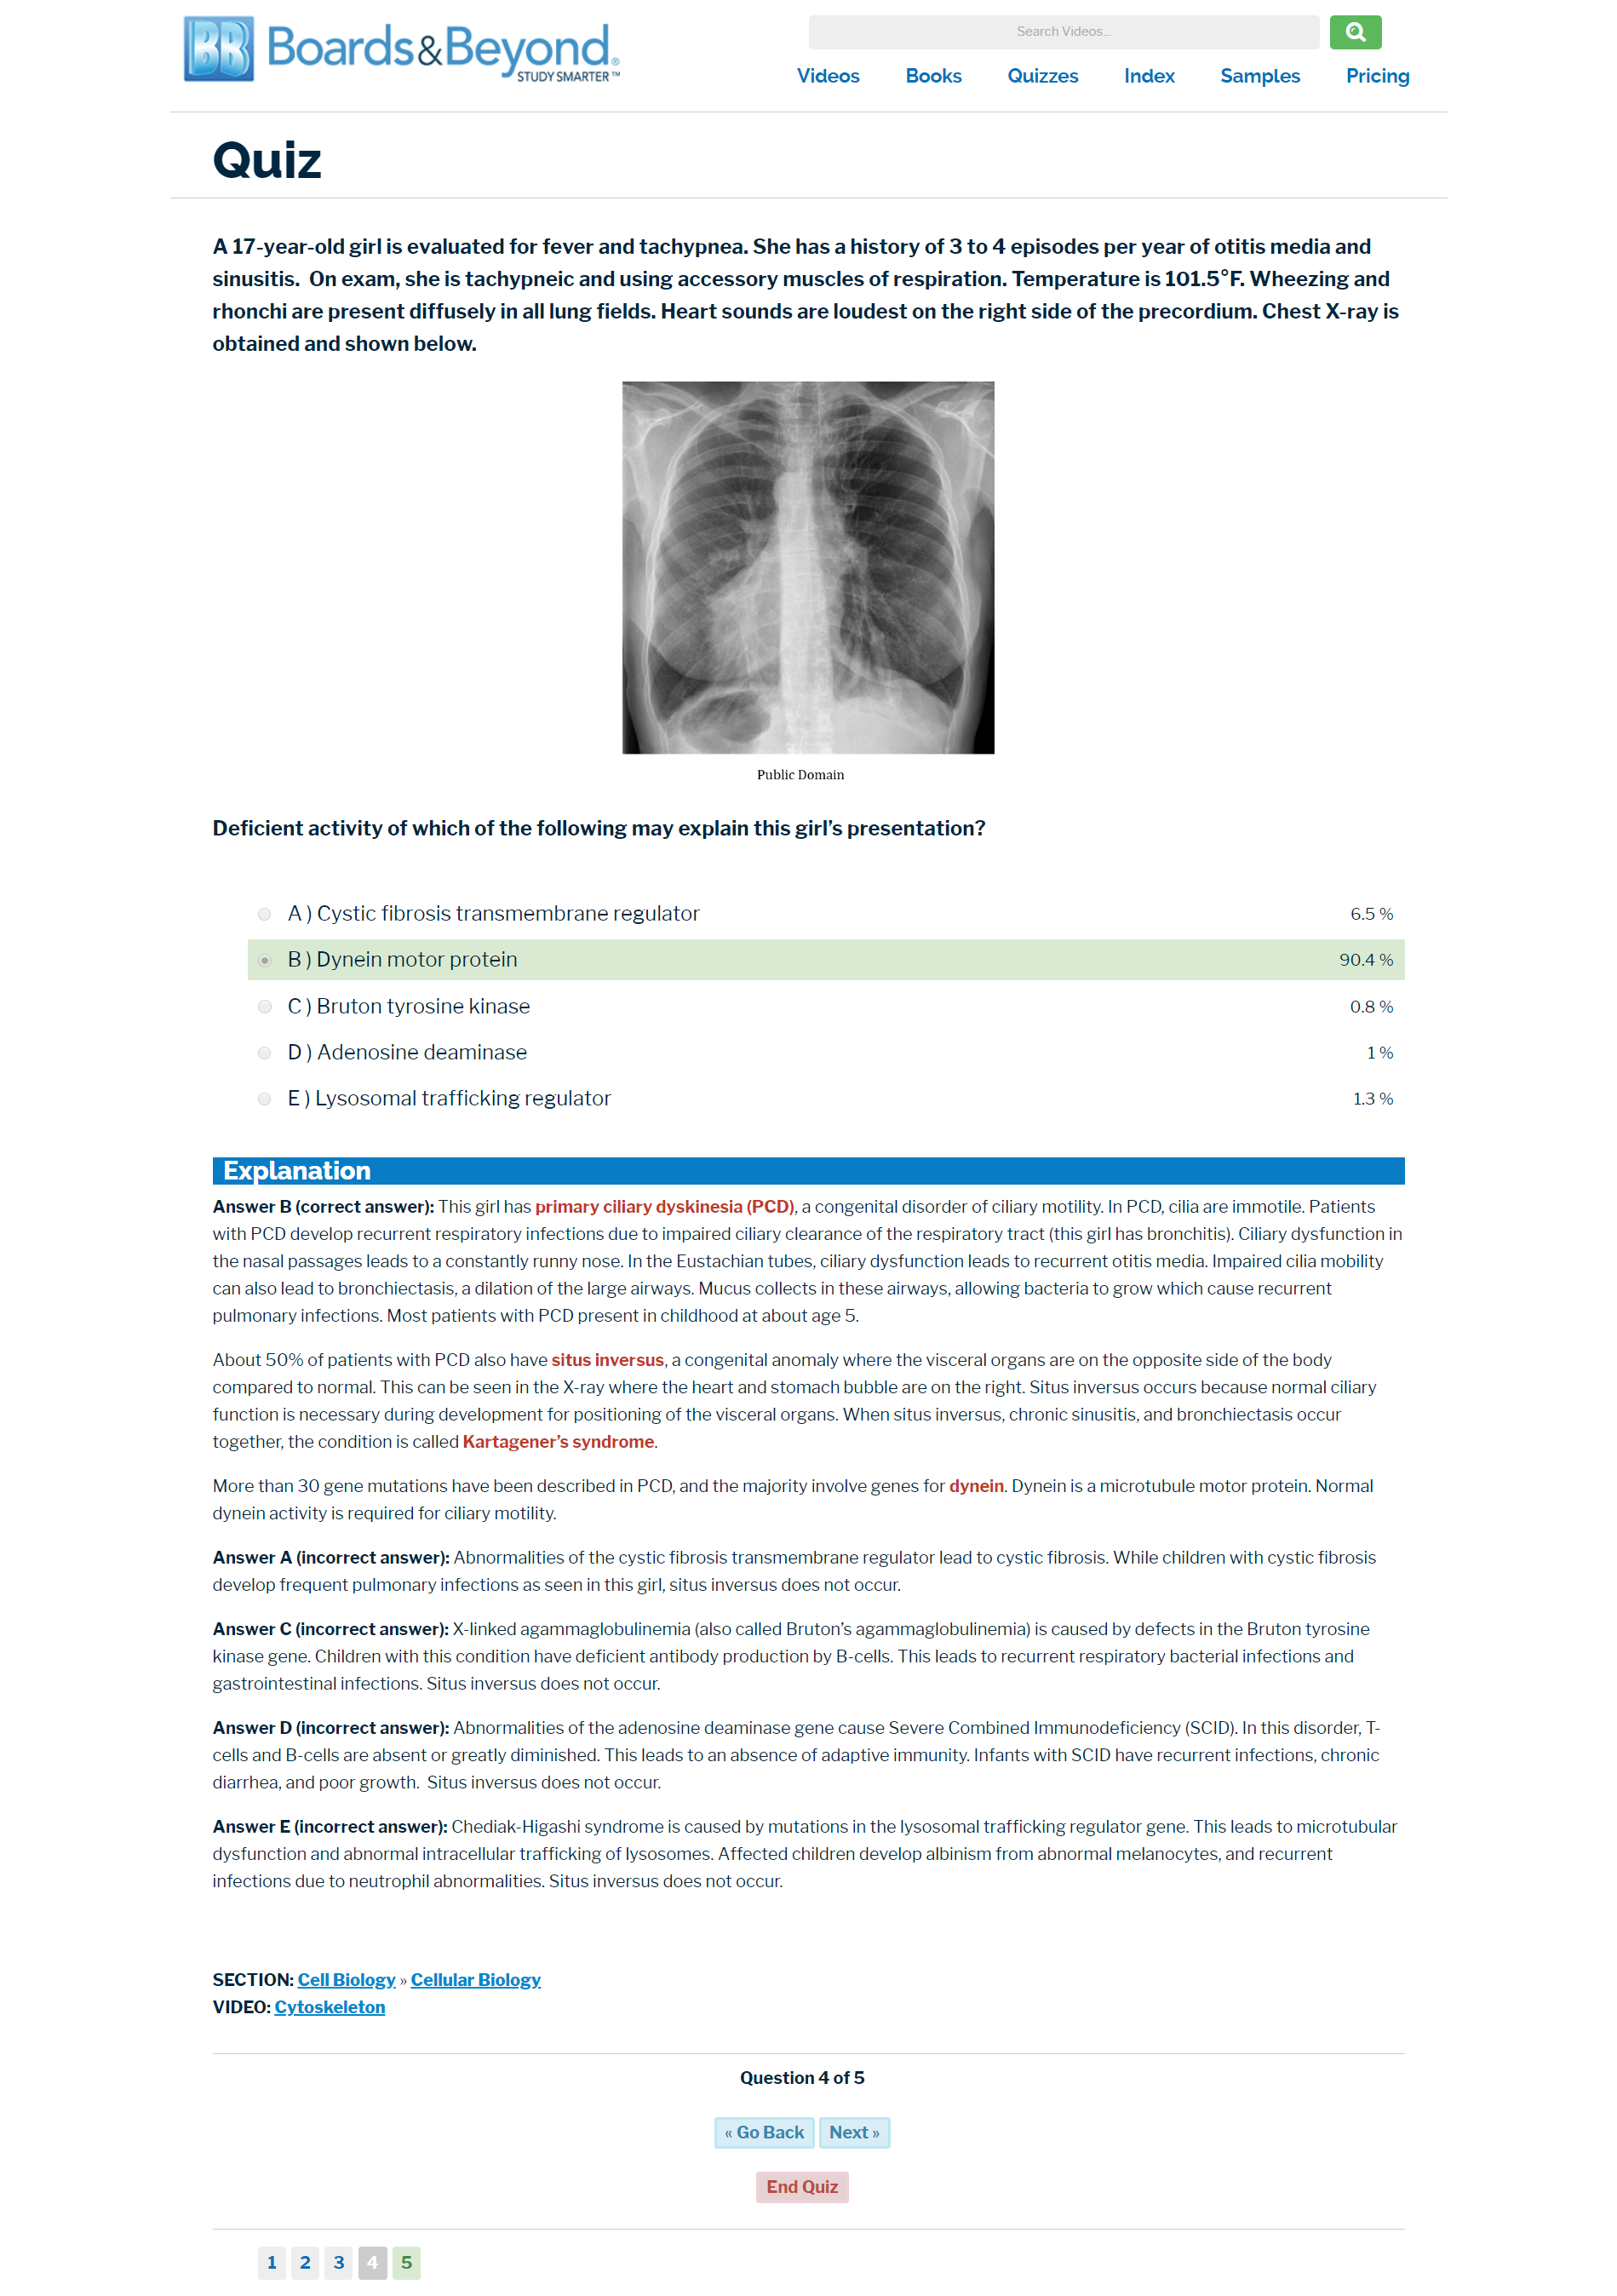 BB Boards&Beyond®
STUDY SMARTER™
Search Videos...
Videos Books Quizzes Index Samples Pricing
Quiz
A 17-year-old girl is evaluated for fever and tachypnea. She has a history of 3 to 4 episodes per year of otitis media and
sinusitis.  On exam, she is tachypneic and using accessory muscles of respiration. Temperature is 101.5°F. Wheezing and
rhonchi are present diffusely in all lung fields. Heart sounds are loudest on the right side of the precordium. Chest X-ray is
obtained and shown below.
Public Domain
Deficient activity of which of the following may explain this girl’s presentation?
A ) Cystic fibrosis transmembrane regulator 6.5 %
B ) Dynein motor protein 90.4 %
C ) Bruton tyrosine kinase 0.8 %
D ) Adenosine deaminase 1 %
E ) Lysosomal trafficking regulator 1.3 %
Explanation
Answer B (correct answer): This girl has primary ciliary dyskinesia (PCD), a congenital disorder of ciliary motility. In PCD, cilia are immotile. Patients
with PCD develop recurrent respiratory infections due to impaired ciliary clearance of the respiratory tract (this girl has bronchitis). Ciliary dysfunction in
the nasal passages leads to a constantly runny nose. In the Eustachian tubes, ciliary dysfunction leads to recurrent otitis media. Impaired cilia mobility
can also lead to bronchiectasis, a dilation of the large airways. Mucus collects in these airways, allowing bacteria to grow which cause recurrent
pulmonary infections. Most patients with PCD present in childhood at about age 5.
About 50% of patients with PCD also have situs inversus, a congenital anomaly where the visceral organs are on the opposite side of the body
compared to normal. This can be seen in the X-ray where the heart and stomach bubble are on the right. Situs inversus occurs because normal ciliary
function is necessary during development for positioning of the visceral organs. When situs inversus, chronic sinusitis, and bronchiectasis occur
together, the condition is called Kartagener’s syndrome.
More than 30 gene mutations have been described in PCD, and the majority involve genes for dynein. Dynein is a microtubule motor protein. Normal
dynein activity is required for ciliary motility.
Answer A (incorrect answer): Abnormalities of the cystic fibrosis transmembrane regulator lead to cystic fibrosis. While children with cystic fibrosis
develop frequent pulmonary infections as seen in this girl, situs inversus does not occur.
Answer C (incorrect answer): X-linked agammaglobulinemia (also called Bruton’s agammaglobulinemia) is caused by defects in the Bruton tyrosine
kinase gene. Children with this condition have deficient antibody production by B-cells. This leads to recurrent respiratory bacterial infections and
gastrointestinal infections. Situs inversus does not occur.
Answer D (incorrect answer): Abnormalities of the adenosine deaminase gene cause Severe Combined Immunodeficiency (SCID). In this disorder, T-
cells and B-cells are absent or greatly diminished. This leads to an absence of adaptive immunity. Infants with SCID have recurrent infections, chronic
diarrhea, and poor growth.  Situs inversus does not occur.
Answer E (incorrect answer): Chediak-Higashi syndrome is caused by mutations in the lysosomal trafficking regulator gene. This leads to microtubular
dysfunction and abnormal intracellular trafficking of lysosomes. Affected children develop albinism from abnormal melanocytes, and recurrent
infections due to neutrophil abnormalities. Situs inversus does not occur.
SECTION: Cell Biology » Cellular Biology
VIDEO: Cytoskeleton
Question 4 of 5
« Go Back Next »
End Quiz
1 2 3 4 5